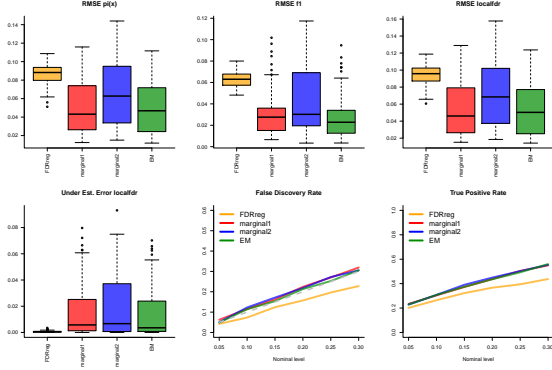 RMSE pi(x)
0.14
0.12
0.10
0.08
0.06
0.04
0.02
FDRreg
marginal1
marginal2
EM
RMSE f1
0.12
0.10
0.08
0.06
0.04
0.02
0.00
FDRreg
marginal1
marginal2
EM
RMSE localfdr
0.16
0.14
0.12
0.10
0.08
0.06
0.04
0.02
FDRreg
marginal1
marginal2
EM
Under Est. Error localfdr
0.08
0.06
0.04
0.02
0.00
FDRreg
marginal1
marginal2
EM
False Discovery Rate
FDRreg
marginal1
marginal2
EM
0.6
0.5
0.4
0.3
0.2
0.1
0.0
0.05 0.10 0.15 0.20 0.25 0.30
Nominal level
True Positive Rate
FDRreg
marginal1
marginal2
EM
1.0
0.8
0.6
0.4
0.2
0.0
0.05 0.10 0.15 0.20 0.25 0.30
Nominal level